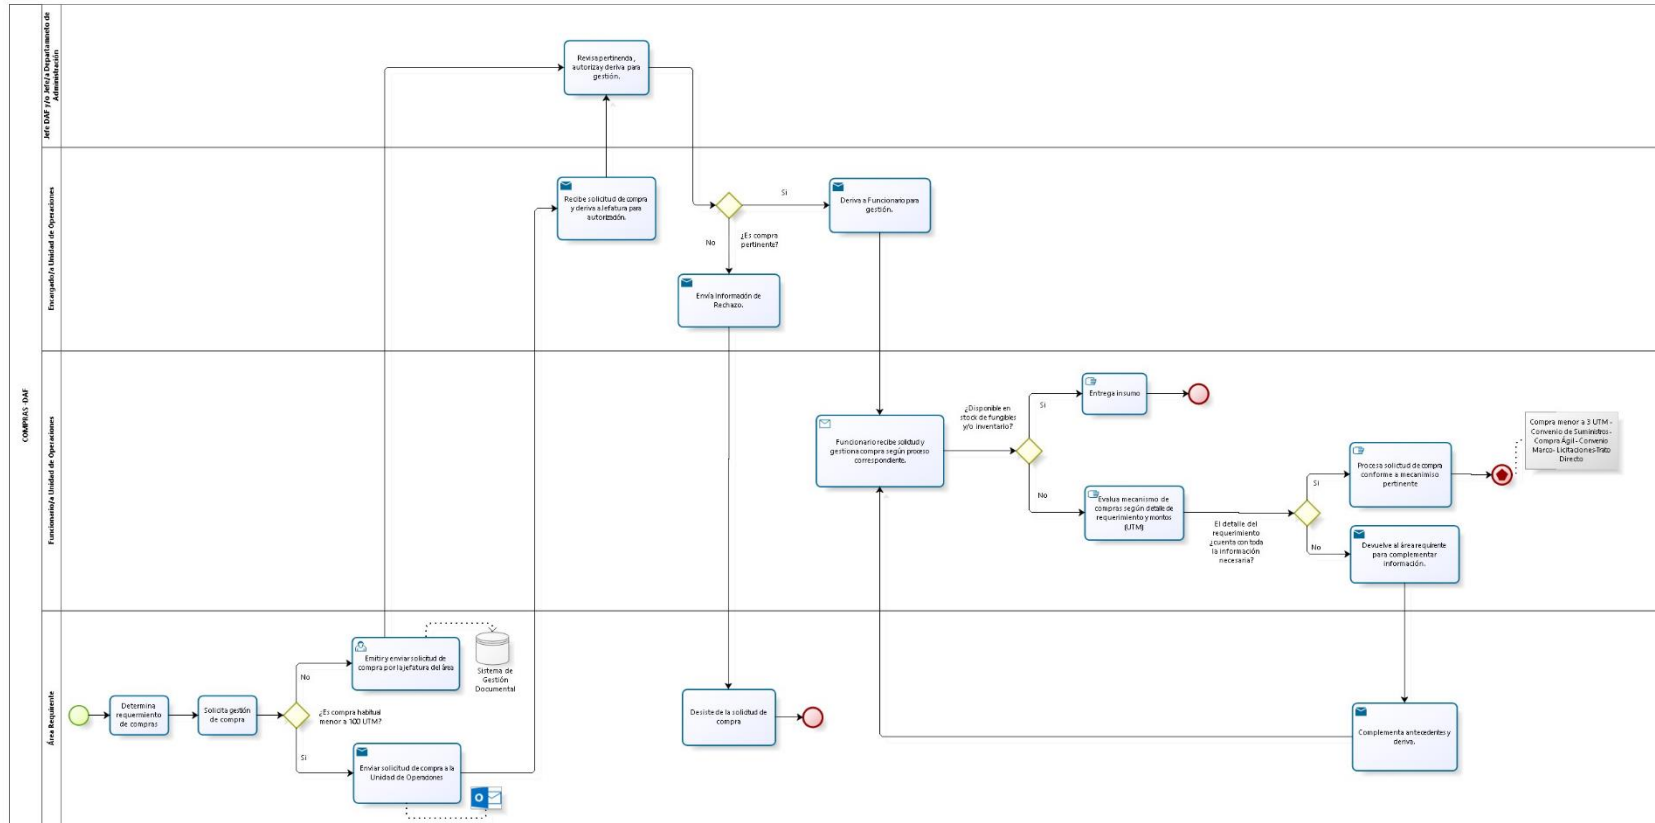 COMPRAS -DAF
Jefe DAF y/o Jefe/a Departamneto de
Administración
Revisa pertinenda ,
autoriza y deriva para
gestión.
Encargado/a Unidad de Operaciones
Recibe solicitud de compra
y deriva a Jefatura para
autorización.
Si
Deriva a Funcionario para
gestión.
No
¿Es compra
pertinente?
Envía información de
Rechazo.
Funcionario/a Unidad de Operaciones
Funcionario recibe solicitud y
gestiona compra según proceso
correspondiente.
¿Disponible en
stock de fungibles
y/o inventario?
Si
Entrega insumo
No
Evalua mecanismo de
compras según detalle de
requerimiento y montos
(UTM)
El detalle del
requerimiento
¿cuenta con toda
la información
necesaria?
Si
Procesa solicitud de compra
conforme a mecanimiso
pertinente
Compra menor a 3 UTM -
Convenio de Suministros-
Compra Ágil - Convenio
Marco- Licitaciones-Trato
Directo
No
Devuelve al área requirente
para complementar
información.
Área Requirente
Determina
requerimiento
de compras
Solicita gestión
de compra
No
¿Es compra habitual
menor a 100 UTM?
Si
Emitir y enviar solicitud de
compra por la jefatura del área
Sistema de
Gestión
Documental
Enviar solicitud de compra a la
Unidad de Operaciones
Desiste de la solicitud de
compra
Complementa antecedentes y
deriva.